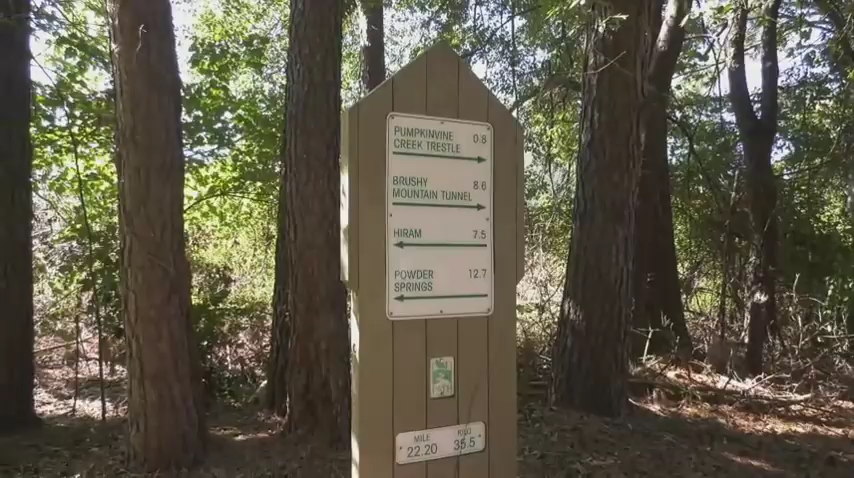 PUMPKINVINE 0.8
CREEK TRESTLE
BRUSHY 8.6
MOUNTAIN TUNNEL
HIRAM 7.5
POWDER 12.7
SPRINGS
MILE KILO
22.20 35.5